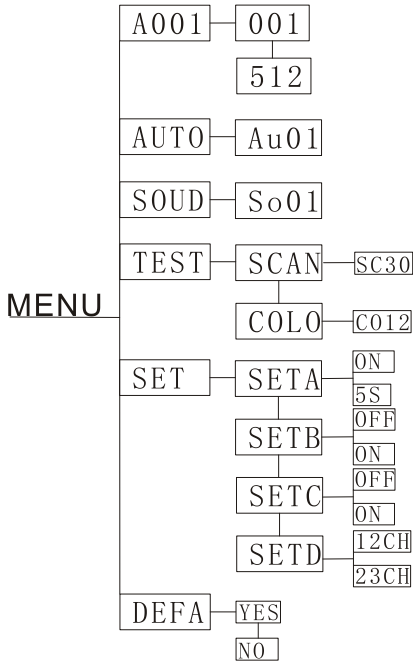 A001 001
512
AUTO Au01
SOUD So01
TEST SCAN SC30
COLO C012
MENU
SET SETA ON
5S
SETB OFF
ON
SETC OFF
ON
SETD 12CH
23CH
DEFA YES
NO